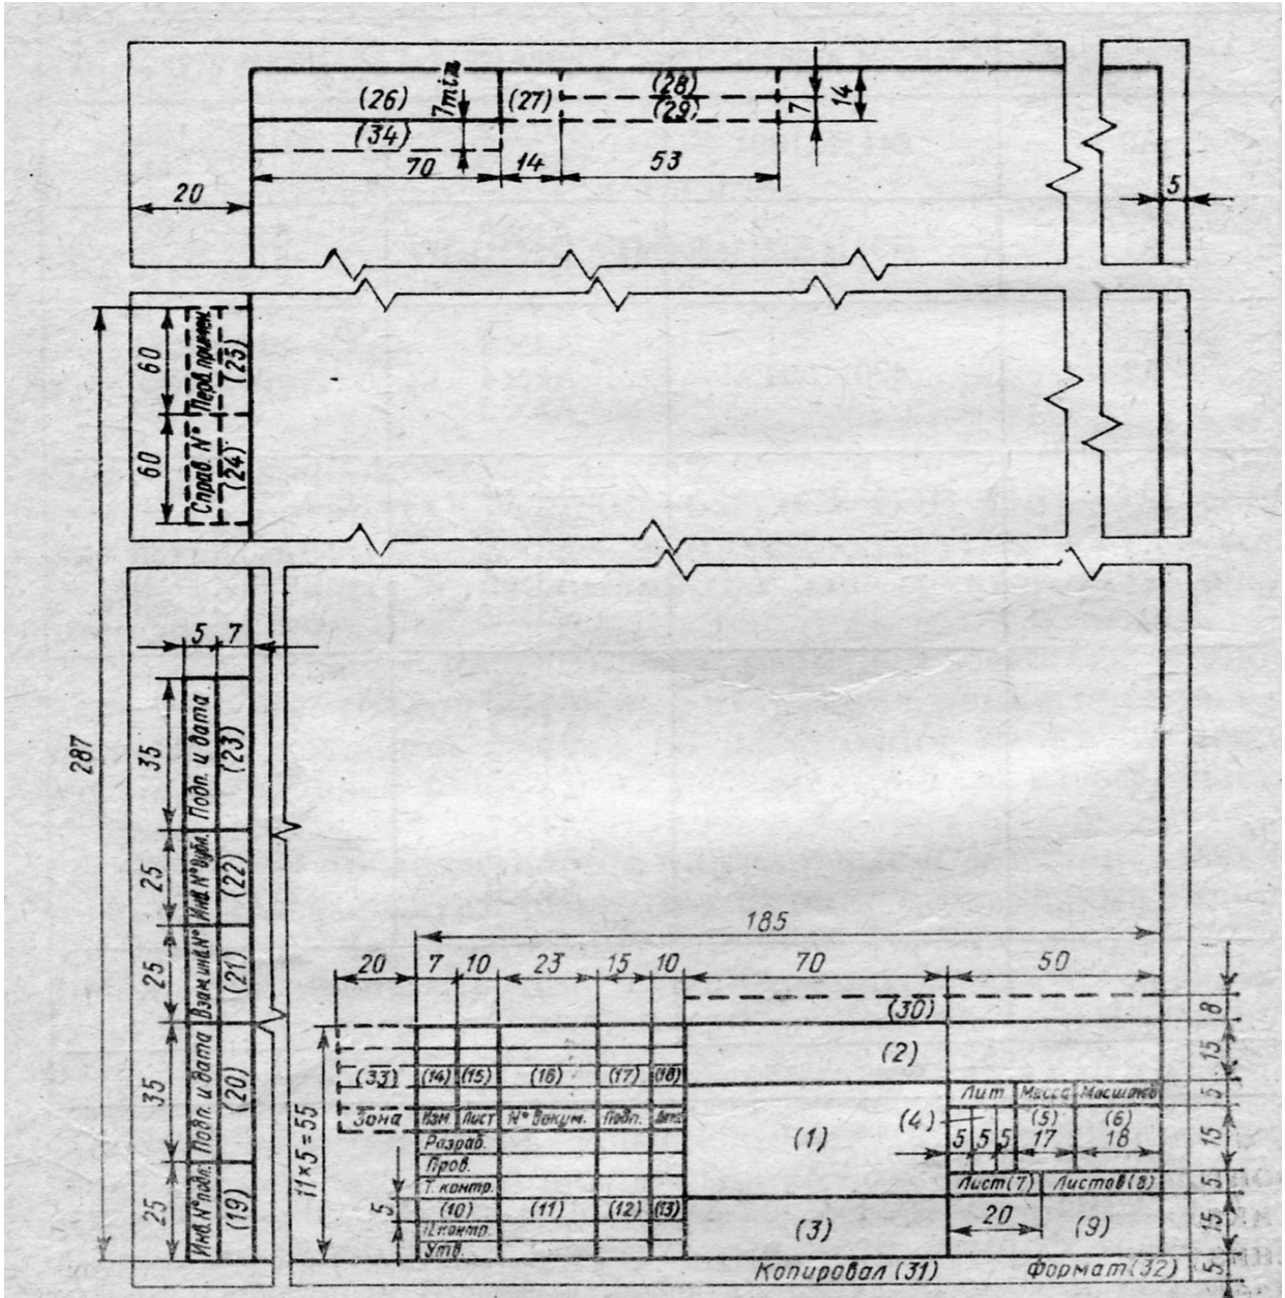 (26) 7min (27) (28)
(29) 7 14
(34)
70 14 53
20 5
60 Перв. примен. (25)
60 Справ. № (24)
287
5 7
35 Подп. и дата (23)
25 Инв. № дубл. (22)
25 Взам. инв. № (21)
35 Подп. и дата (20)
25 Инв. № подл. (19)
185
20 7 10 23 15 10 70 50
(30) 8
(2) 15
(33) (14) (15) (16) (17) (18)
Лит. Масса Масштаб 5
Зона Изм. Лист № докум. Подп. Дата
(4) (5) (6)
11×5=55
Разраб. (1) 5 5 5 17 18 15
Пров.
Т. контр. Лист (7) Листов (8) 5
5 (10) (11) (12) (13)
20
Н. контр. (3) (9) 15
Утв.
Копировал (31) Формат (32) 5